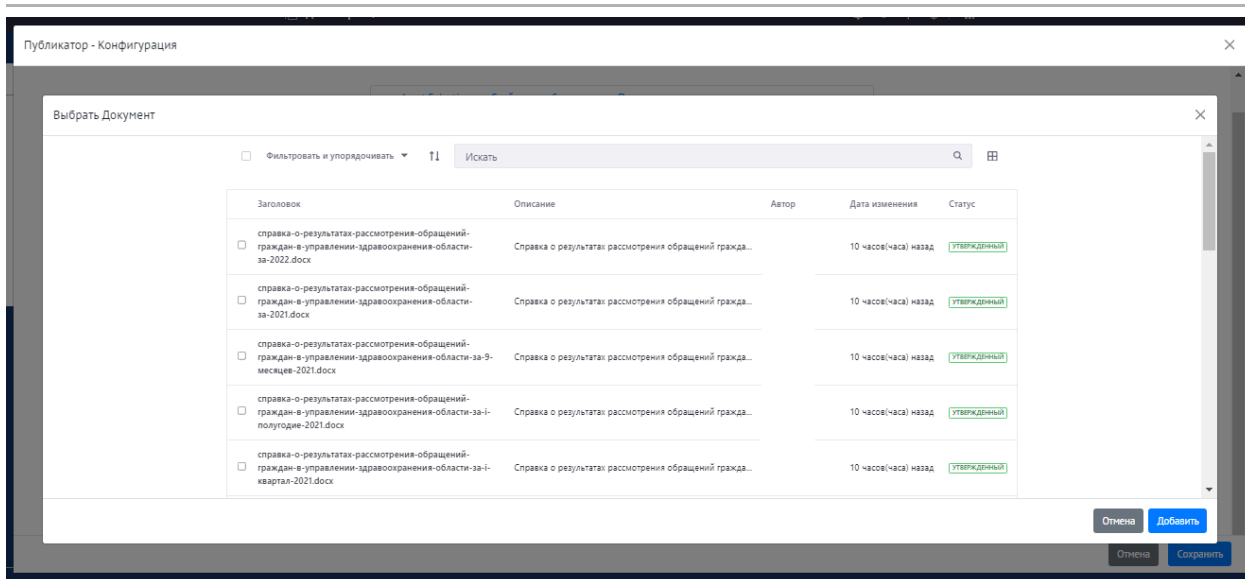 Публикатор - Конфигурация
Выбрать Документ
Фильтровать и упорядочивать
Искать
Заголовок Описание Автор Дата изменения Статус
справка-о-результатах-рассмотрения-обращений-
граждан-в-управлении-здравоохранения-области-
за-2022.docx
Справка о результатах рассмотрения обращений гражда...
10 часов(часа) назад
УТВЕРЖДЕННЫЙ
справка-о-результатах-рассмотрения-обращений-
граждан-в-управлении-здравоохранения-области-
за-2021.docx
Справка о результатах рассмотрения обращений гражда...
10 часов(часа) назад
УТВЕРЖДЕННЫЙ
справка-о-результатах-рассмотрения-обращений-
граждан-в-управлении-здравоохранения-области-за-9-
месяцев-2021.docx
Справка о результатах рассмотрения обращений гражда...
10 часов(часа) назад
УТВЕРЖДЕННЫЙ
справка-о-результатах-рассмотрения-обращений-
граждан-в-управлении-здравоохранения-области-за-i-
полугодие-2021.docx
Справка о результатах рассмотрения обращений гражда...
10 часов(часа) назад
УТВЕРЖДЕННЫЙ
справка-о-результатах-рассмотрения-обращений-
граждан-в-управлении-здравоохранения-области-за-i-
квартал-2021.docx
Справка о результатах рассмотрения обращений гражда...
10 часов(часа) назад
УТВЕРЖДЕННЫЙ
Отмена Добавить
Отмена Сохранить